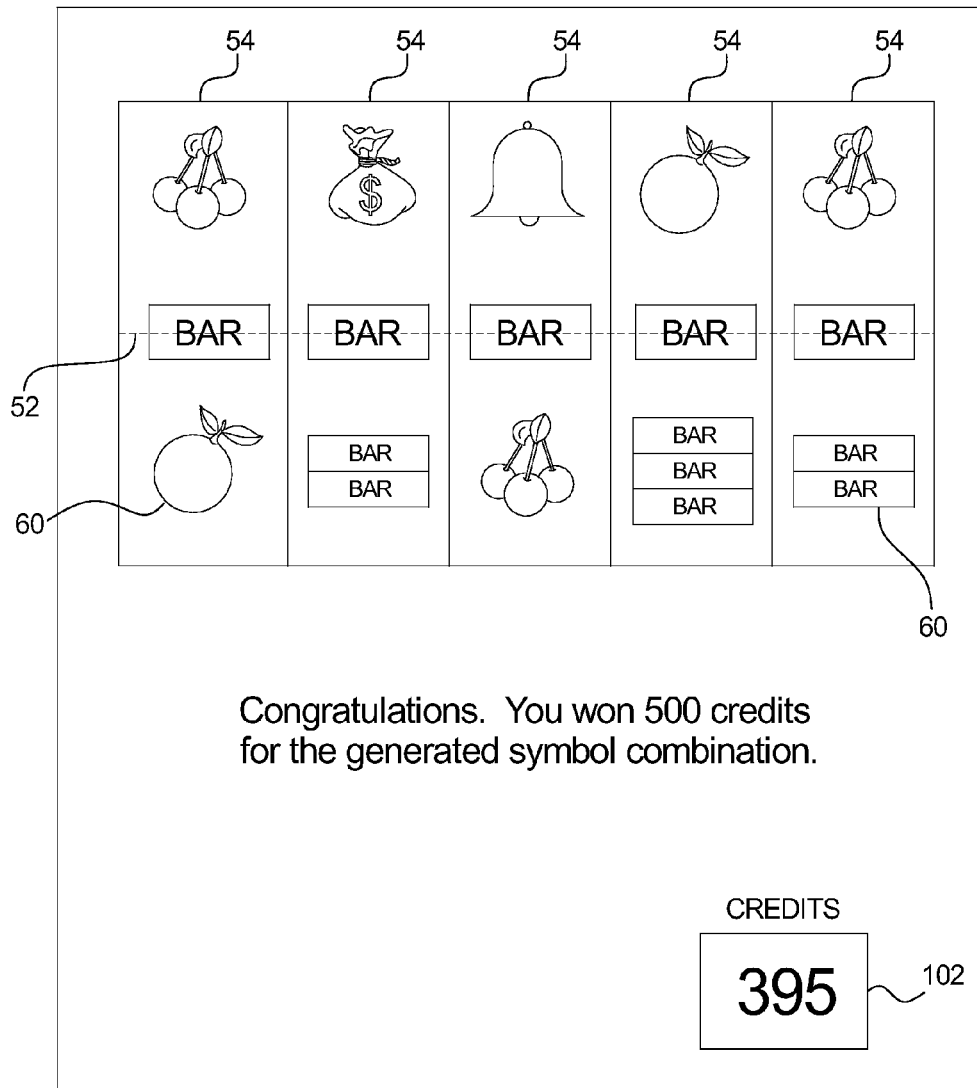 54 54 54 54 54
$
BAR BAR BAR BAR BAR
52
BAR
BAR BAR BAR
BAR BAR BAR
BAR
60
60
Congratulations. You won 500 credits
for the generated symbol combination.
CREDITS
395
102